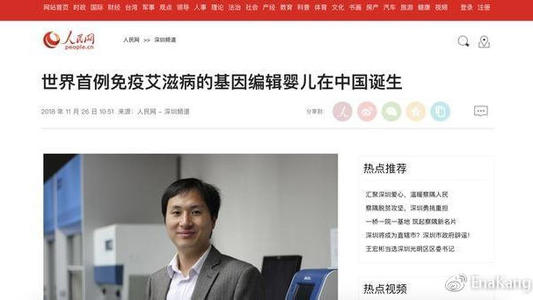 网站首页 时政 国际 财经 台湾 军事 观点 领导 人事 理论 法治 社会 产经 教育 科普 体育 文化 书画 房产 汽车 旅游 健康 视频 登录 注册
人民网
people.cn
人民网 >> 深圳频道
世界首例免疫艾滋病的基因编辑婴儿在中国诞生
2018 年 11 月 26 日 10:51 来源：人民网 - 深圳频道
分享到：
人
热点推荐
汇聚深圳爱心，温暖察隅人民
察隅脱贫攻坚，深圳勇挑重担
一桥一院一基地 筑起察隅新名片
深圳将成为直辖市？深圳市政府辟谣！
王宏彬当选深圳光明区区委书记
热点视频
EnaKang